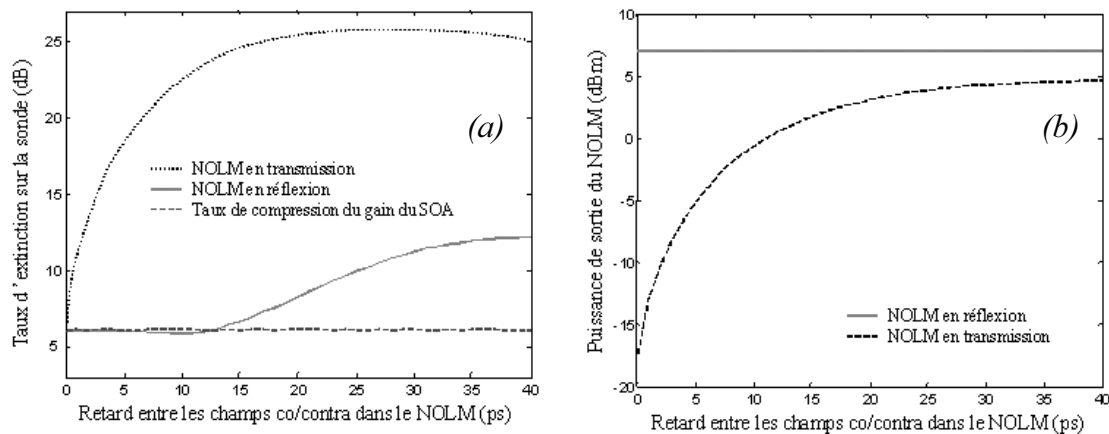 Taux d ’ extinction sur la sonde (dB)
25
20
15
10
5
(a)
NOLM en transmission
NOLM en réflexion
Taux de compression du gain du SOA
0 5 10 15 20 25 30 35 40
Retard entre les champs co/contra dans le NOLM (ps)
Puissance de sortie du NOLM (dBm)
10
5
0
-5
-10
-15
-20
(b)
NOLM en réflexion
NOLM en transmission
0 5 10 15 20 25 30 35 40
Retard entre les champs co/contra dans le NOLM (ps)